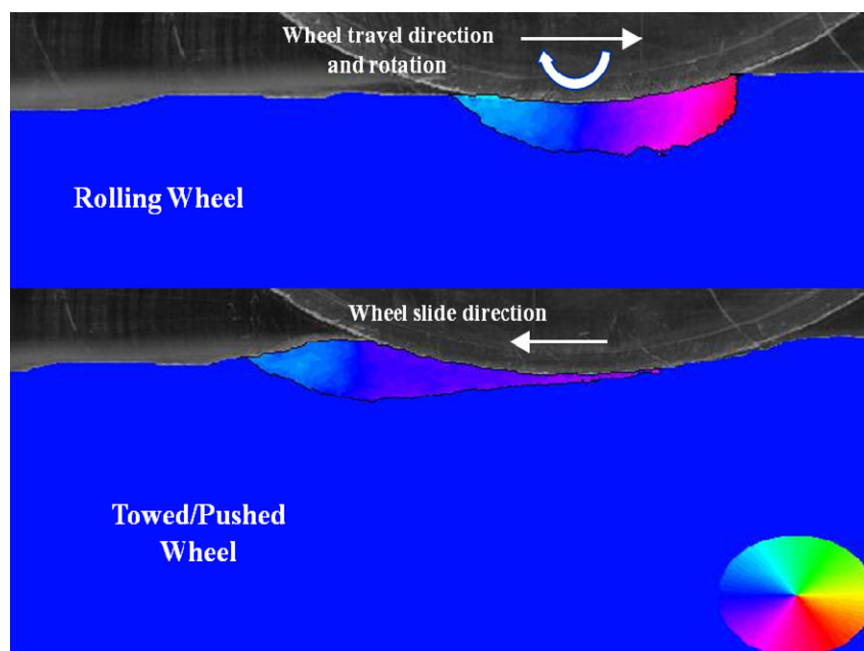 Wheel travel direction
and rotation
Rolling Wheel
Wheel slide direction
Towed/Pushed
Wheel